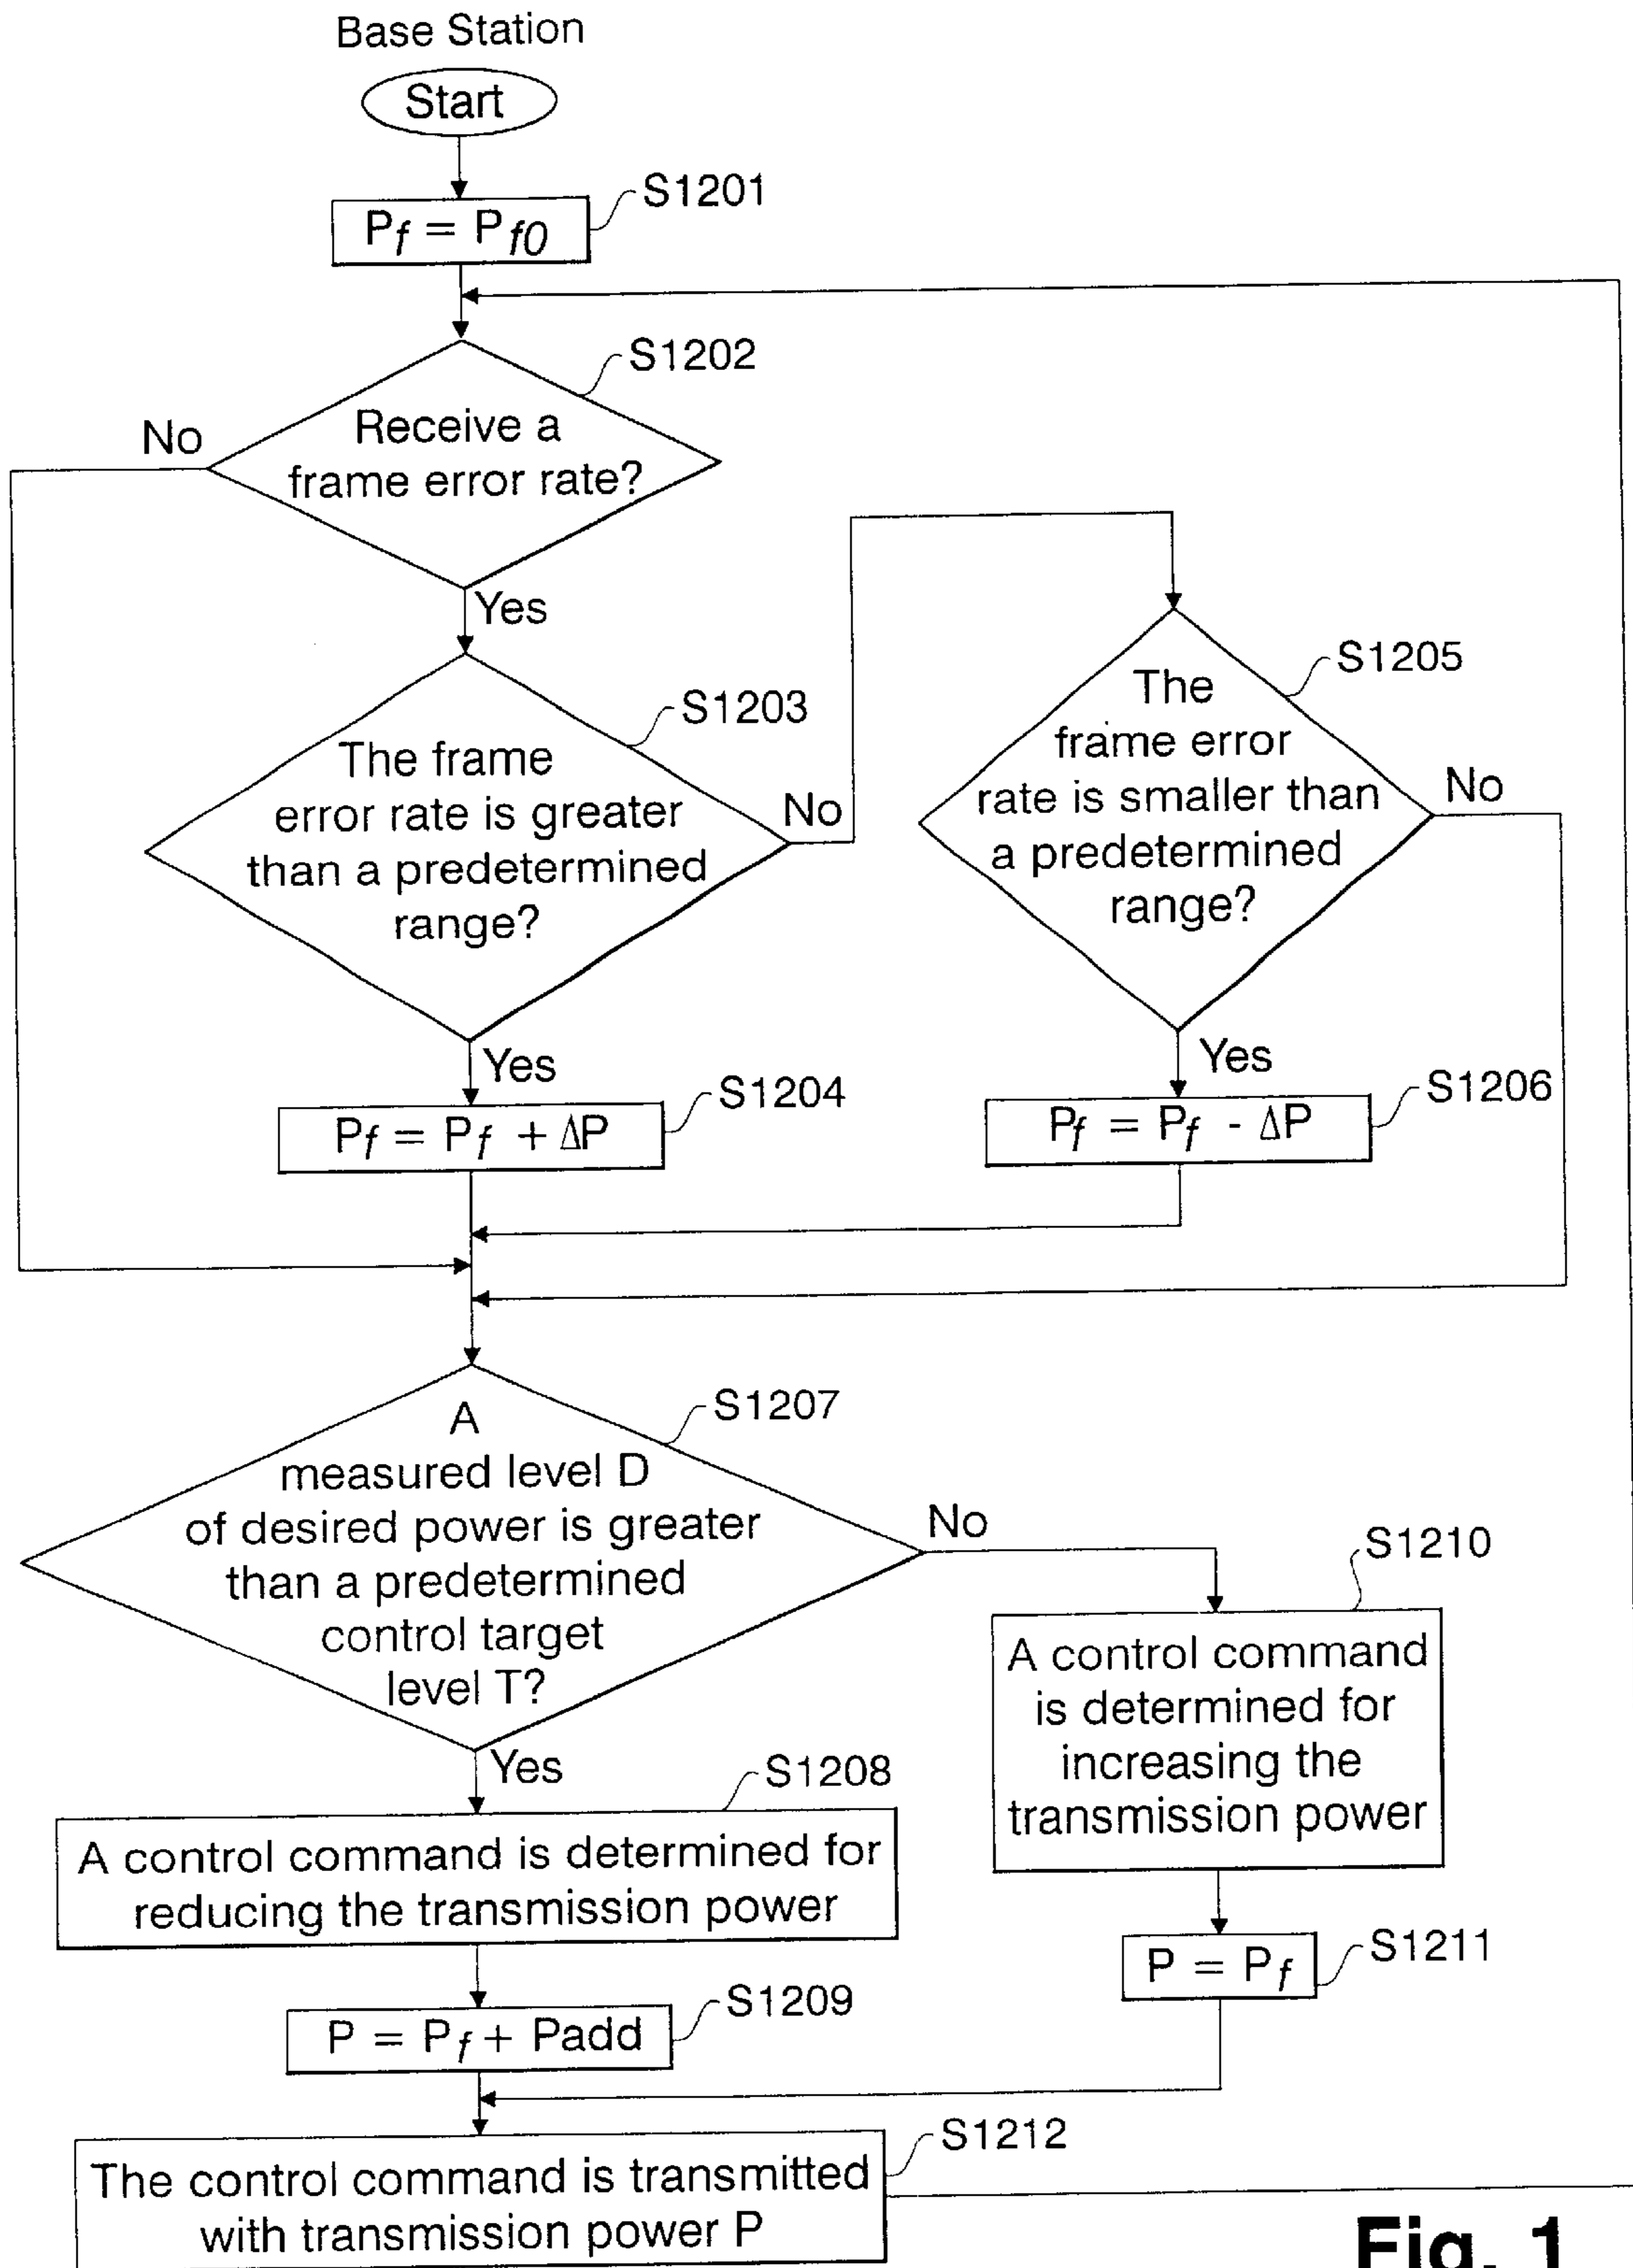 Base Station
Start
S1201
Pf = Pf0
S1202
Receive a
frame error rate?
No
Yes
S1203
The frame
error rate is greater
than a predetermined
range?
No
S1205
The
frame error
rate is smaller than
a predetermined
range?
No
Yes
Yes
S1204
Pf = Pf + ΔP
S1206
Pf = Pf - ΔP
S1207
A
measured level D
of desired power is greater
than a predetermined
control target
level T?
No
S1210
A control command
is determined for
increasing the
transmission power
Yes
S1208
A control command is determined for
reducing the transmission power
S1211
P = Pf
S1209
P = Pf + Padd
S1212
The control command is transmitted
with transmission power P
Fig. 1